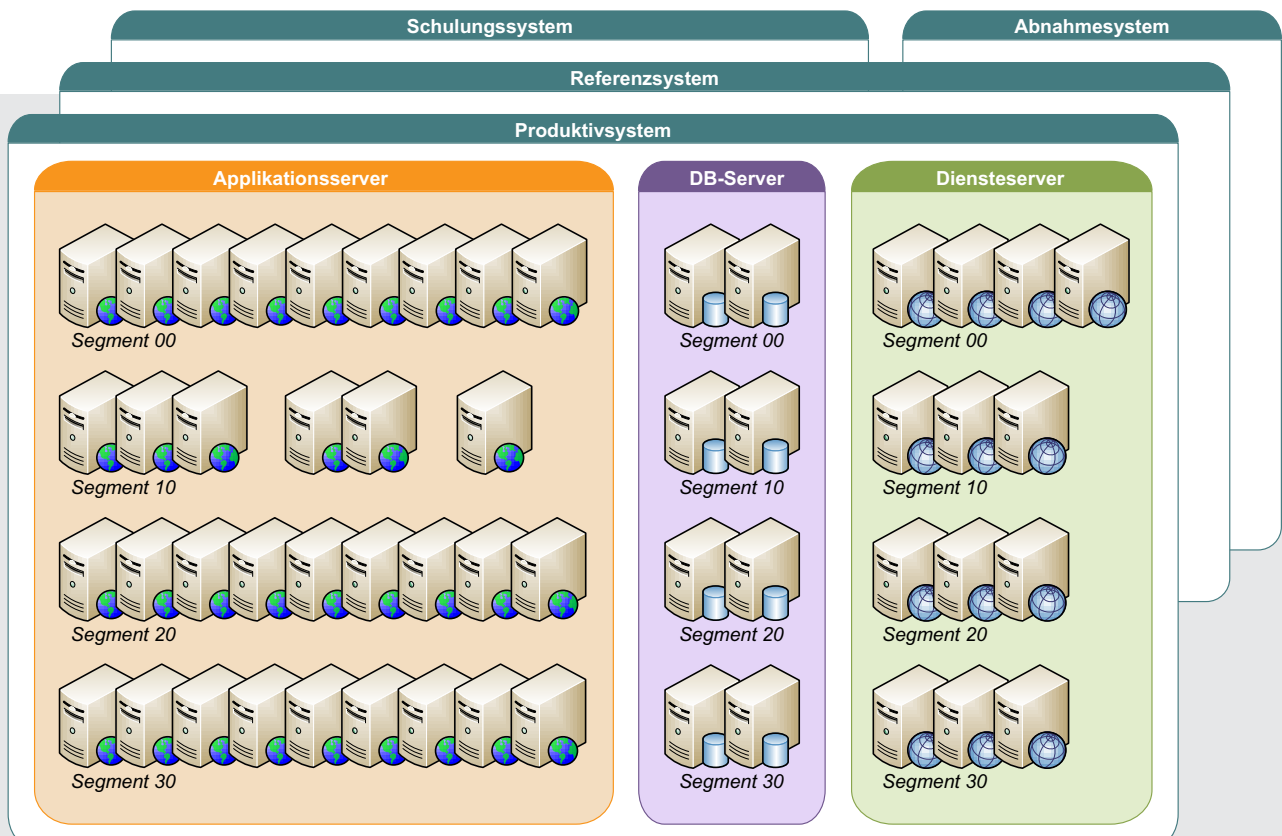 Schulungssystem
Abnahmesystem
Referenzsystem
Produktivsystem
Applikationsserver
DB-Server
Diensteserver
Segment 00
Segment 00
Segment 00
Segment 10
Segment 10
Segment 10
Segment 20
Segment 20
Segment 20
Segment 30
Segment 30
Segment 30